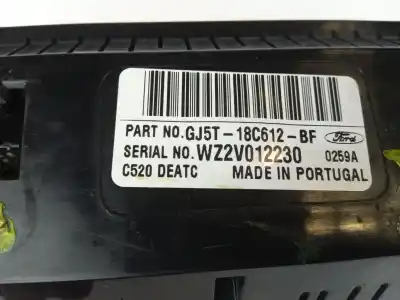 PART NO. GJ5T-18C612-BF Ford
SERIAL NO. WZ2V012230 0259A
C520 DEATC MADE IN PORTUGAL